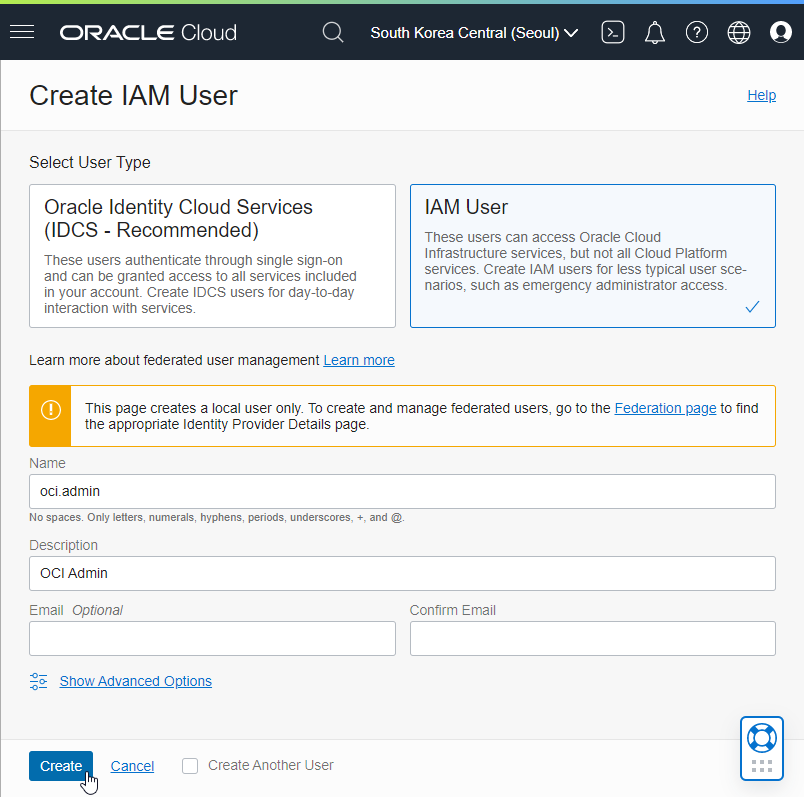 ORACLE Cloud
South Korea Central (Seoul)
Create IAM User
Help
Select User Type
Oracle Identity Cloud Services
(IDCS - Recommended)
These users authenticate through single sign-on
and can be granted access to all services included
in your account. Create IDCS users for day-to-day
interaction with services.
IAM User
These users can access Oracle Cloud
Infrastructure services, but not all Cloud Platform
services. Create IAM users for less typical user sce-
narios, such as emergency administrator access.
Learn more about federated user management Learn more
This page creates a local user only. To create and manage federated users, go to the Federation page to find
the appropriate Identity Provider Details page.
Name
oci.admin
No spaces. Only letters, numerals, hyphens, periods, underscores, +, and @.
Description
OCI Admin
Email Optional
Confirm Email
Show Advanced Options
Create Cancel Create Another User